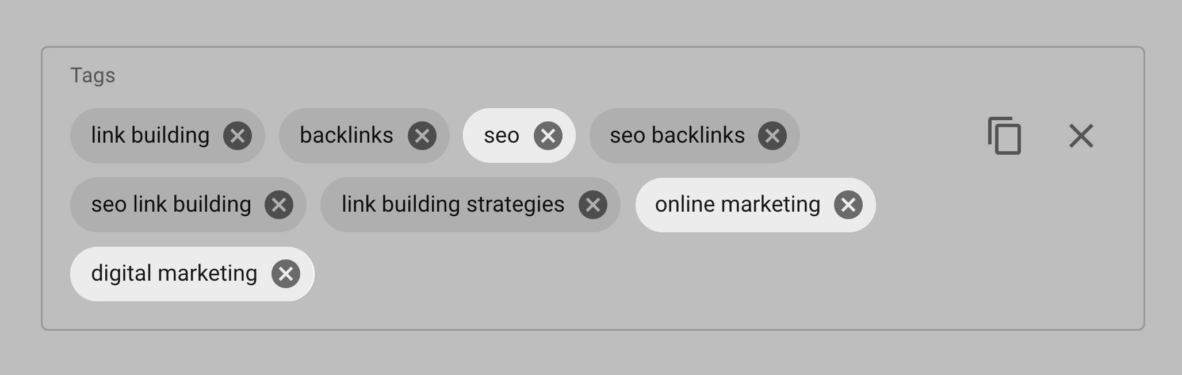 Tags
link building backlinks seo seo backlinks
seo link building link building strategies online marketing
digital marketing